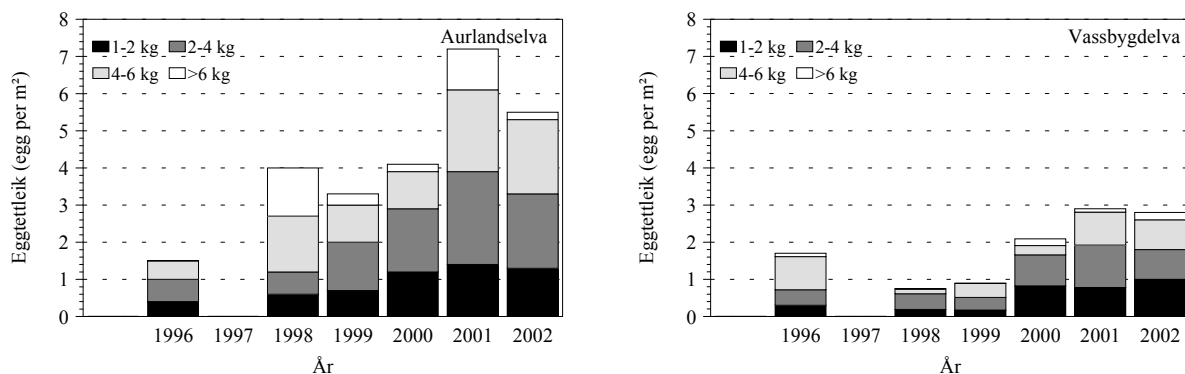 Aurlandselva
1-2 kg 2-4 kg
4-6 kg >6 kg
Eggtettleik (egg per m²)
8
7
6
5
4
3
2
1
0
1996 1997 1998 1999 2000 2001 2002
År
Vassbygdelva
1-2 kg 2-4 kg
4-6 kg >6 kg
Eggtettleik (egg per m²)
8
7
6
5
4
3
2
1
0
1996 1997 1998 1999 2000 2001 2002
År